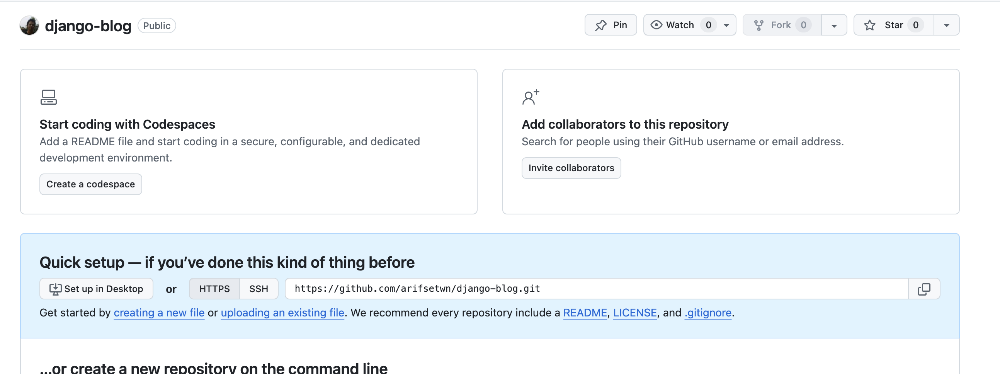 django-blog Public Pin Watch 0 Fork 0 Star 0
Start coding with Codespaces
Add a README file and start coding in a secure, configurable, and dedicated
development environment.
Create a codespace
Add collaborators to this repository
Search for people using their GitHub username or email address.
Invite collaborators
Quick setup — if you’ve done this kind of thing before
Set up in Desktop or HTTPS SSH https://github.com/arifsetwn/django-blog.git
Get started by creating a new file or uploading an existing file. We recommend every repository include a README, LICENSE, and .gitignore.
…or create a new repository on the command line